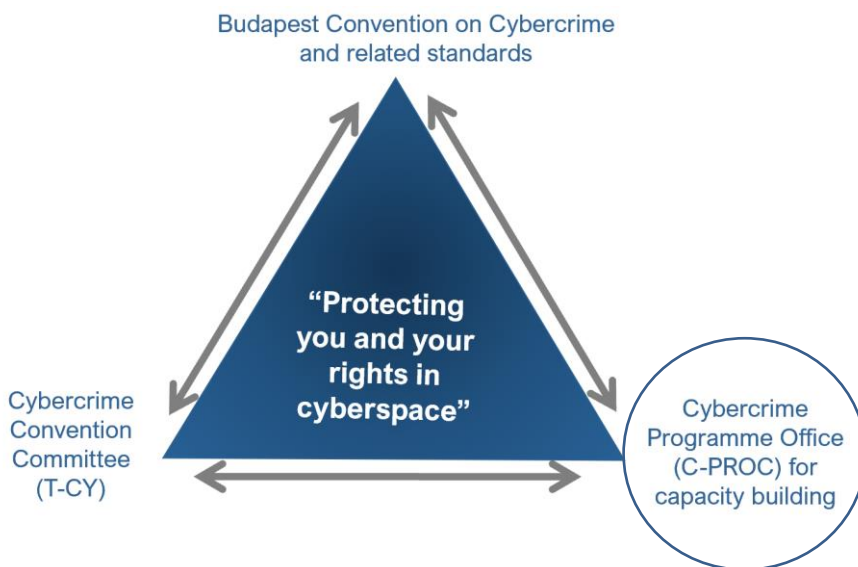 Budapest Convention on Cybercrime
and related standards
“Protecting
you and your
rights in
cyberspace”
Cybercrime
Convention
Committee
(T-CY)
Cybercrime
Programme Office
(C-PROC) for
capacity building